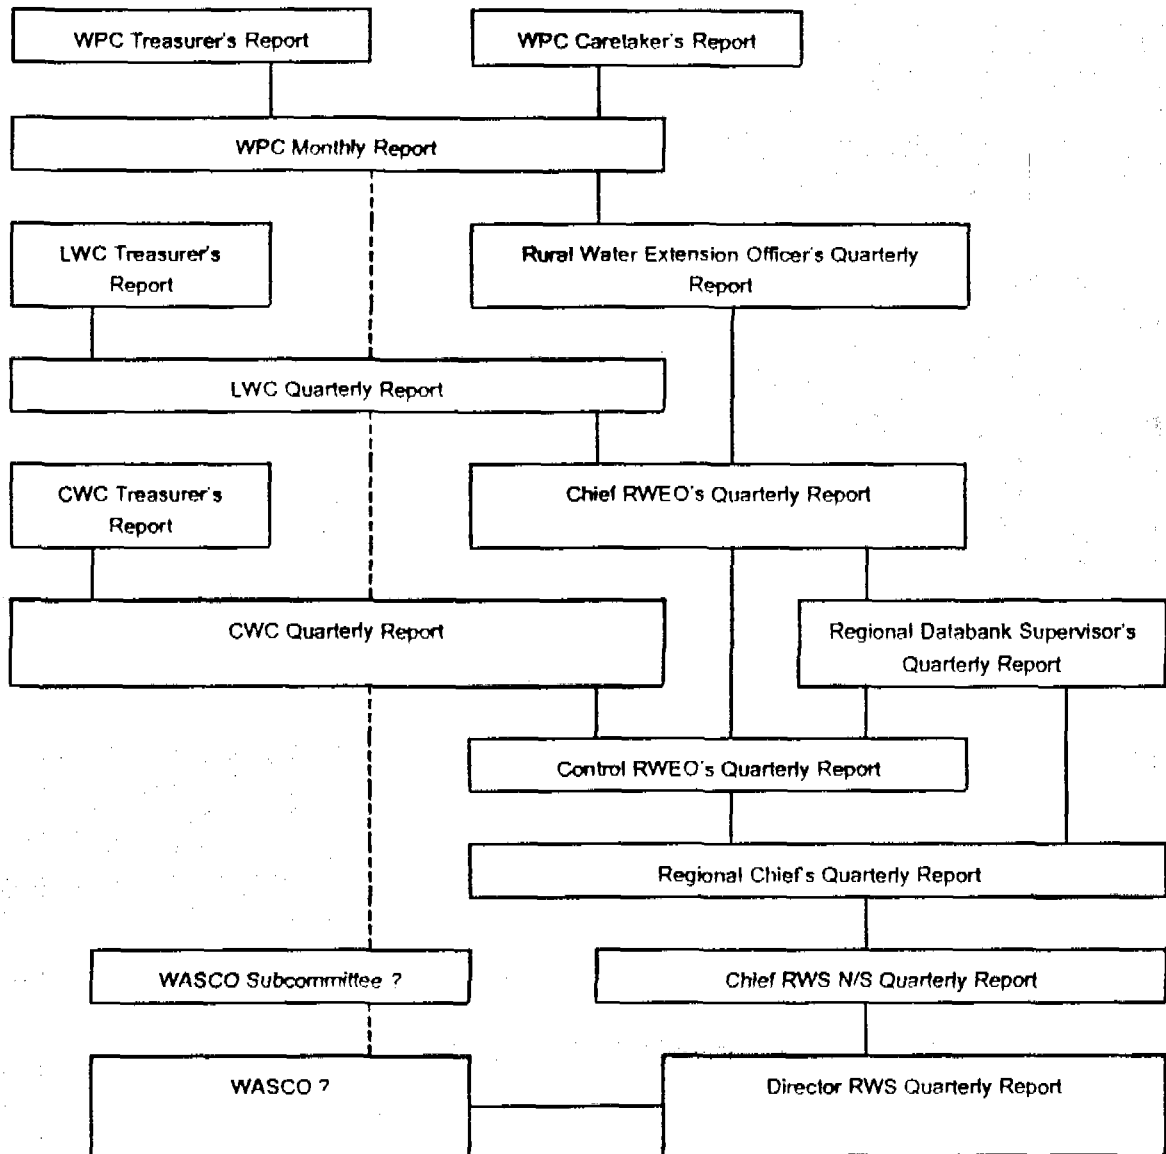 WPC Treasurer's Report
WPC Caretaker's Report
WPC Monthly Report
LWC Treasurer's
Report
Rural Water Extension Officer's Quarterly
Report
LWC Quarterly Report
CWC Treasurer's
Report
Chief RWEO's Quarterly Report
CWC Quarterly Report
Regional Databank Supervisor's
Quarterly Report
Control RWEO's Quarterly Report
Regional Chief's Quarterly Report
WASCO Subcommittee ?
Chief RWS N/S Quarterly Report
WASCO ?
Director RWS Quarterly Report